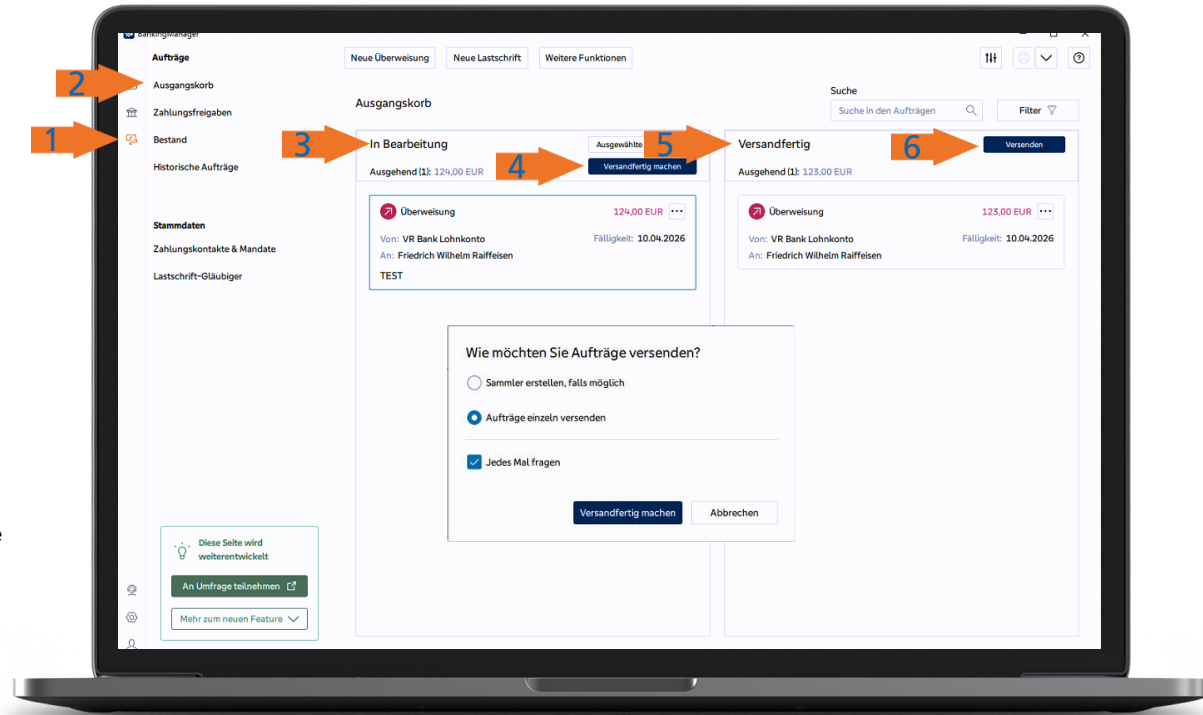 BankingManager
Aufträge
Neue Überweisung
Neue Lastschrift
Weitere Funktionen
2
Ausgangskorb
Zahlungsfreigaben
1
Bestand
Historische Aufträge
Stammdaten
Zahlungskontakte & Mandate
Lastschrift-Gläubiger
Ausgangskorb
Suche
Suche in den Aufträgen
Filter
3
In Bearbeitung
Ausgewählte
4
Versandfertig machen
Ausgehend (1): 124,00 EUR
Überweisung
124,00 EUR
Von: VR Bank Lohnkonto
Fälligkeit: 10.04.2026
An: Friedrich Wilhelm Raiffeisen
TEST
5
Versandfertig
6
Versenden
Ausgehend (1): 123,00 EUR
Überweisung
123,00 EUR
Von: VR Bank Lohnkonto
Fälligkeit: 10.04.2026
An: Friedrich Wilhelm Raiffeisen
Wie möchten Sie Aufträge versenden?
Sammler erstellen, falls möglich
Aufträge einzeln versenden
Jedes Mal fragen
Versandfertig machen
Abbrechen
Diese Seite wird
weiterentwickelt
An Umfrage teilnehmen
Mehr zum neuen Feature
e